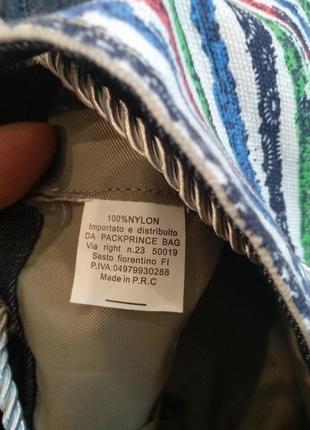 100%NYLON
Importato e distribuito
DA PACKPRINCE BAG
Via right n.23 50019
Sesto fiorentino FI
P.IVA:04979930288
Made in P.R.C